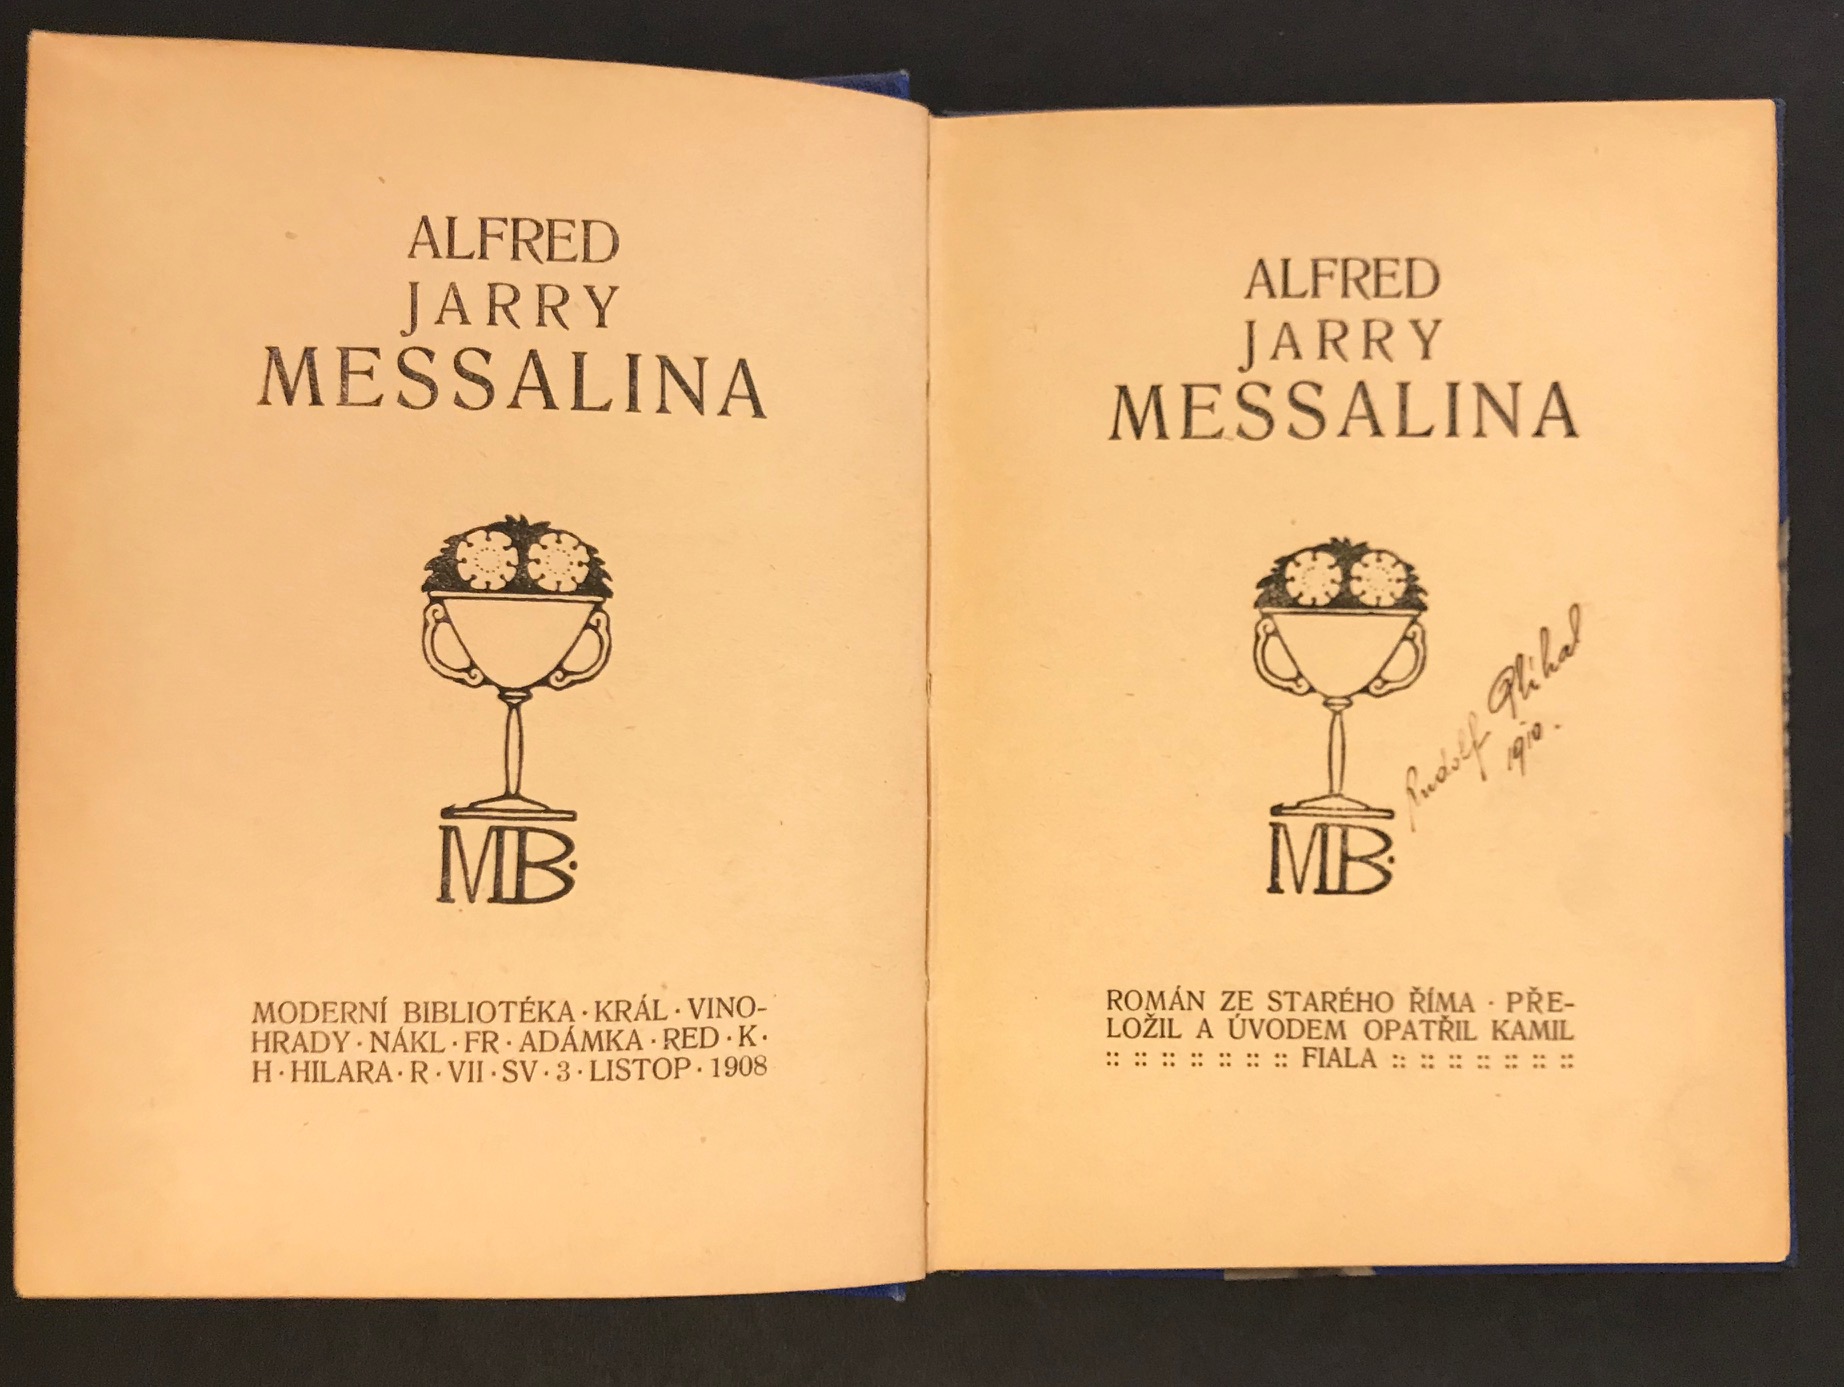 ALFRED
JARRY
MESSALINA
MB.
MODERNÍ BIBLIOTÉKA · KRÁL · VINO-
HRADY · NÁKL · FR · ADÁMKA · RED · K ·
H · HILARA · R · VII · SV · 3 · LISTOP · 1908
ALFRED
JARRY
MESSALINA
Rudolf Plíhal
1910.
MB.
ROMÁN ZE STARÉHO ŘÍMA · PŘE-
LOŽIL A ÚVODEM OPATŘIL KAMIL
:: :: :: :: :: :: :: FIALA :: :: :: :: :: :: ::